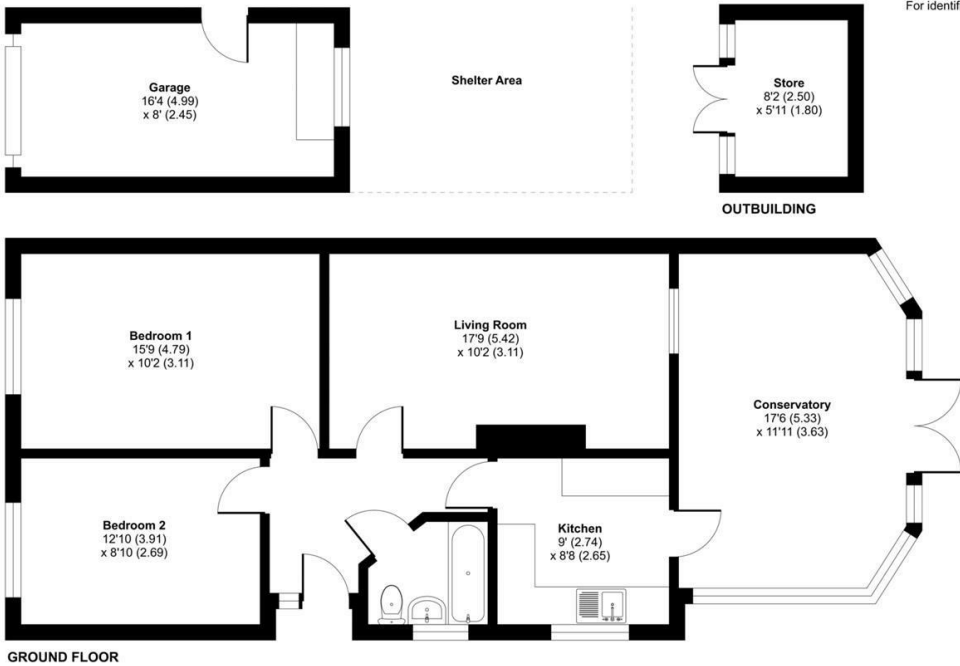 For identif
Garage
16'4 (4.99)
x 8' (2.45)
Shelter Area
Store
8'2 (2.50)
x 5'11 (1.80)
OUTBUILDING
Bedroom 1
15'9 (4.79)
x 10'2 (3.11)
Living Room
17'9 (5.42)
x 10'2 (3.11)
Conservatory
17'6 (5.33)
x 11'11 (3.63)
Bedroom 2
12'10 (3.91)
x 8'10 (2.69)
Kitchen
9' (2.74)
x 8'8 (2.65)
GROUND FLOOR